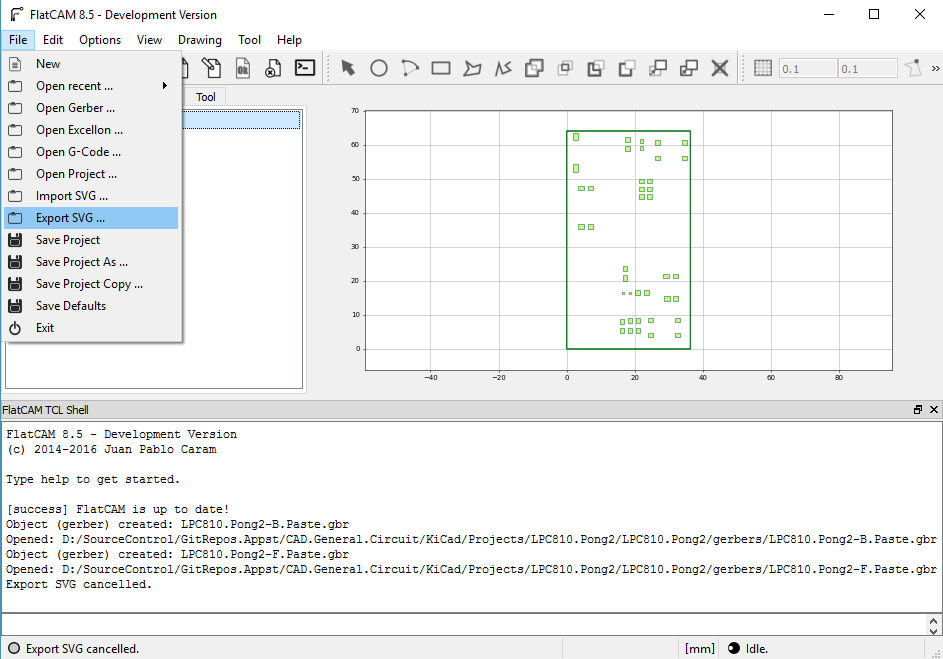 FlatCAM 8.5 - Development Version
File Edit Options View Drawing Tool Help
New
Open recent ...
Open Gerber ...
Open Excellon ...
Open G-Code ...
Open Project ...
Import SVG ...
Export SVG ...
Save Project
Save Project As ...
Save Project Copy ...
Save Defaults
Exit
Ok
0.1 0.1
»
Tool
70
60
50
40
30
20
10
0
−40 −20 0 20 40 60 80
FlatCAM TCL Shell
FlatCAM 8.5 - Development Version
(c) 2014-2016 Juan Pablo Caram
Type help to get started.
[success] FlatCAM is up to date!
Object (gerber) created: LPC810.Pong2-B.Paste.gbr
Opened: D:/SourceControl/GitRepos.Appst/CAD.General.Circuit/KiCad/Projects/LPC810.Pong2/LPC810.Pong2/gerbers/LPC810.Pong2-B.Paste.gbr
Object (gerber) created: LPC810.Pong2-F.Paste.gbr
Opened: D:/SourceControl/GitRepos.Appst/CAD.General.Circuit/KiCad/Projects/LPC810.Pong2/LPC810.Pong2/gerbers/LPC810.Pong2-F.Paste.gbr
Export SVG cancelled.
Export SVG cancelled.
[mm]
Idle.